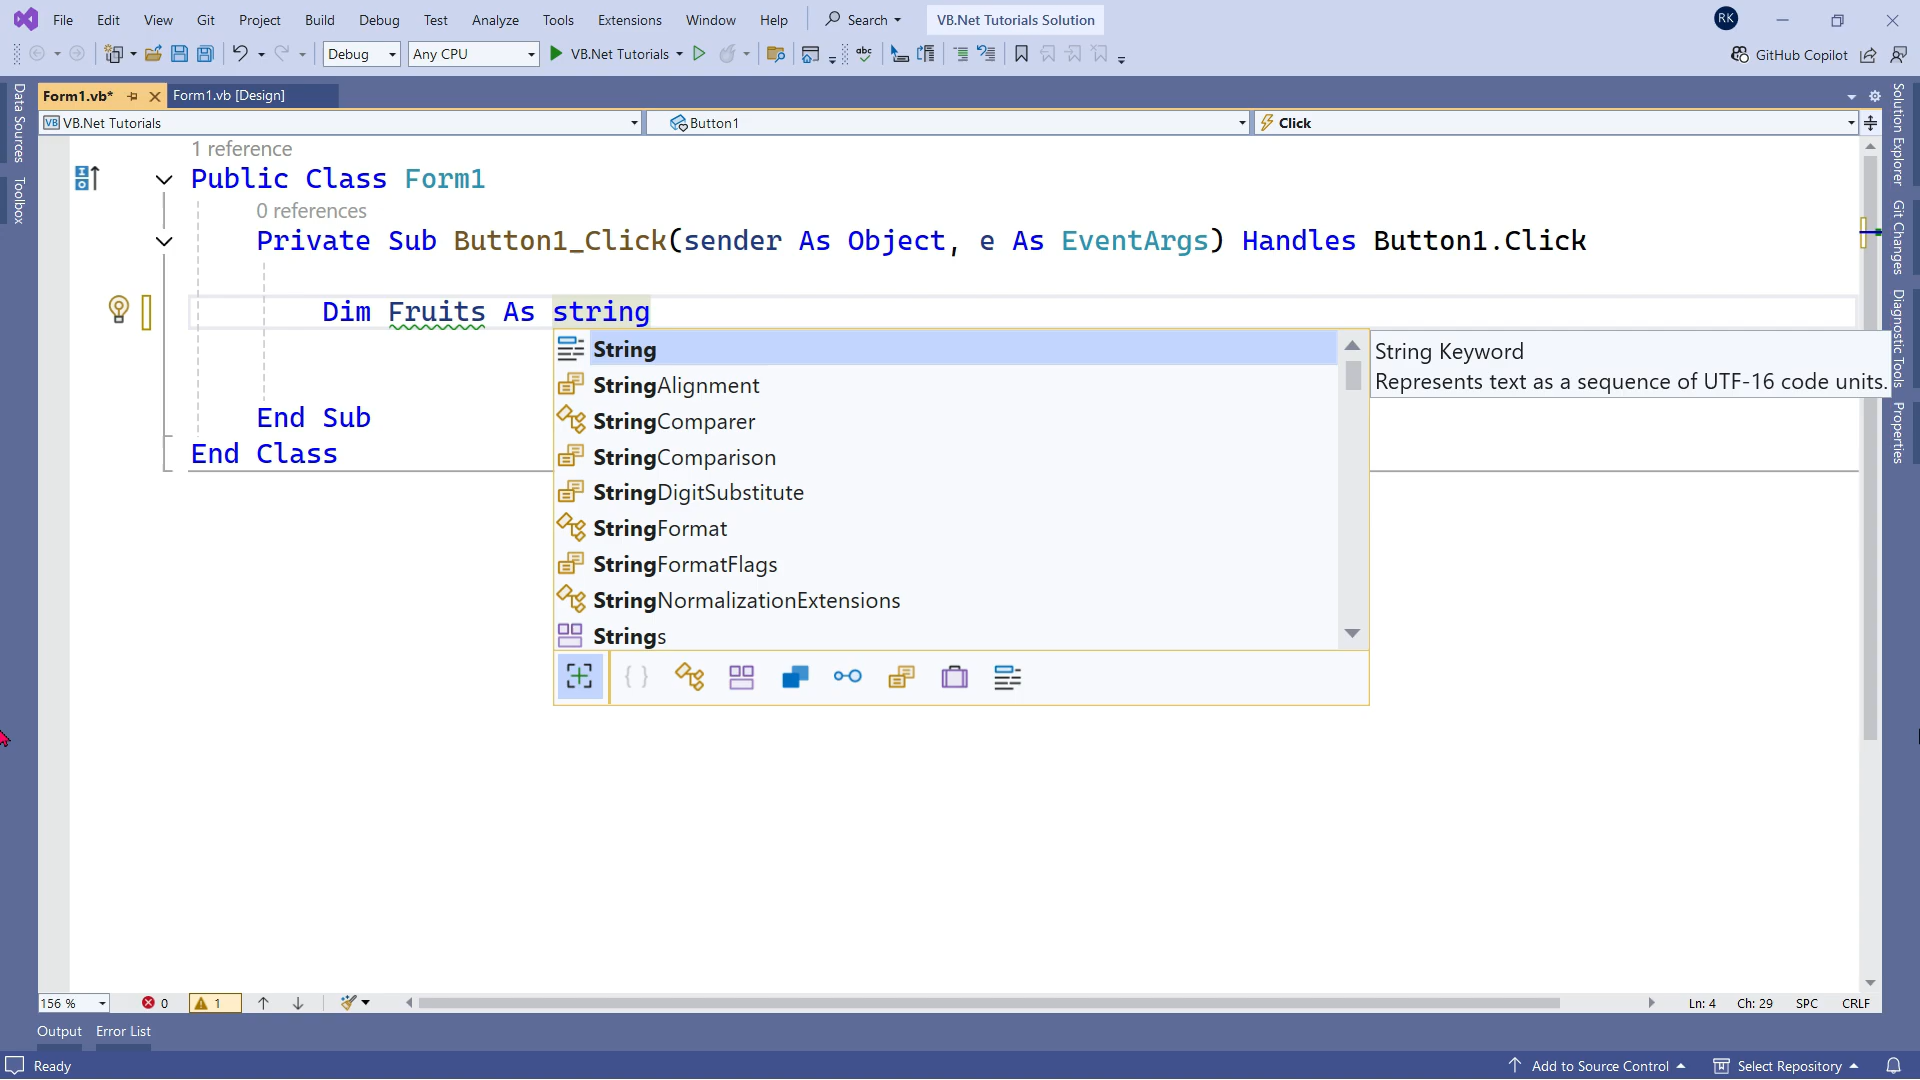 File Edit View Git Project Build Debug Test Analyze Tools Extensions Window Help Search VB.Net Tutorials Solution RK
Debug Any CPU VB.Net Tutorials abc GitHub Copilot
Form1.vb* Form1.vb [Design]
VB VB.Net Tutorials Button1 Click
1 reference
Public Class Form1
0 references
Private Sub Button1_Click(sender As Object, e As EventArgs) Handles Button1.Click
Dim Fruits As string
String
StringAlignment
StringComparer
StringComparison
StringDigitSubstitute
StringFormat
StringFormatFlags
StringNormalizationExtensions
Strings
String Keyword
Represents text as a sequence of UTF-16 code units.
End Sub
End Class
Data Sources
Toolbox
Solution Explorer
Git Changes
Diagnostic Tools
Properties
156 % 0 1 Ln: 4 Ch: 29 SPC CRLF
Output Error List
Ready Add to Source Control Select Repository